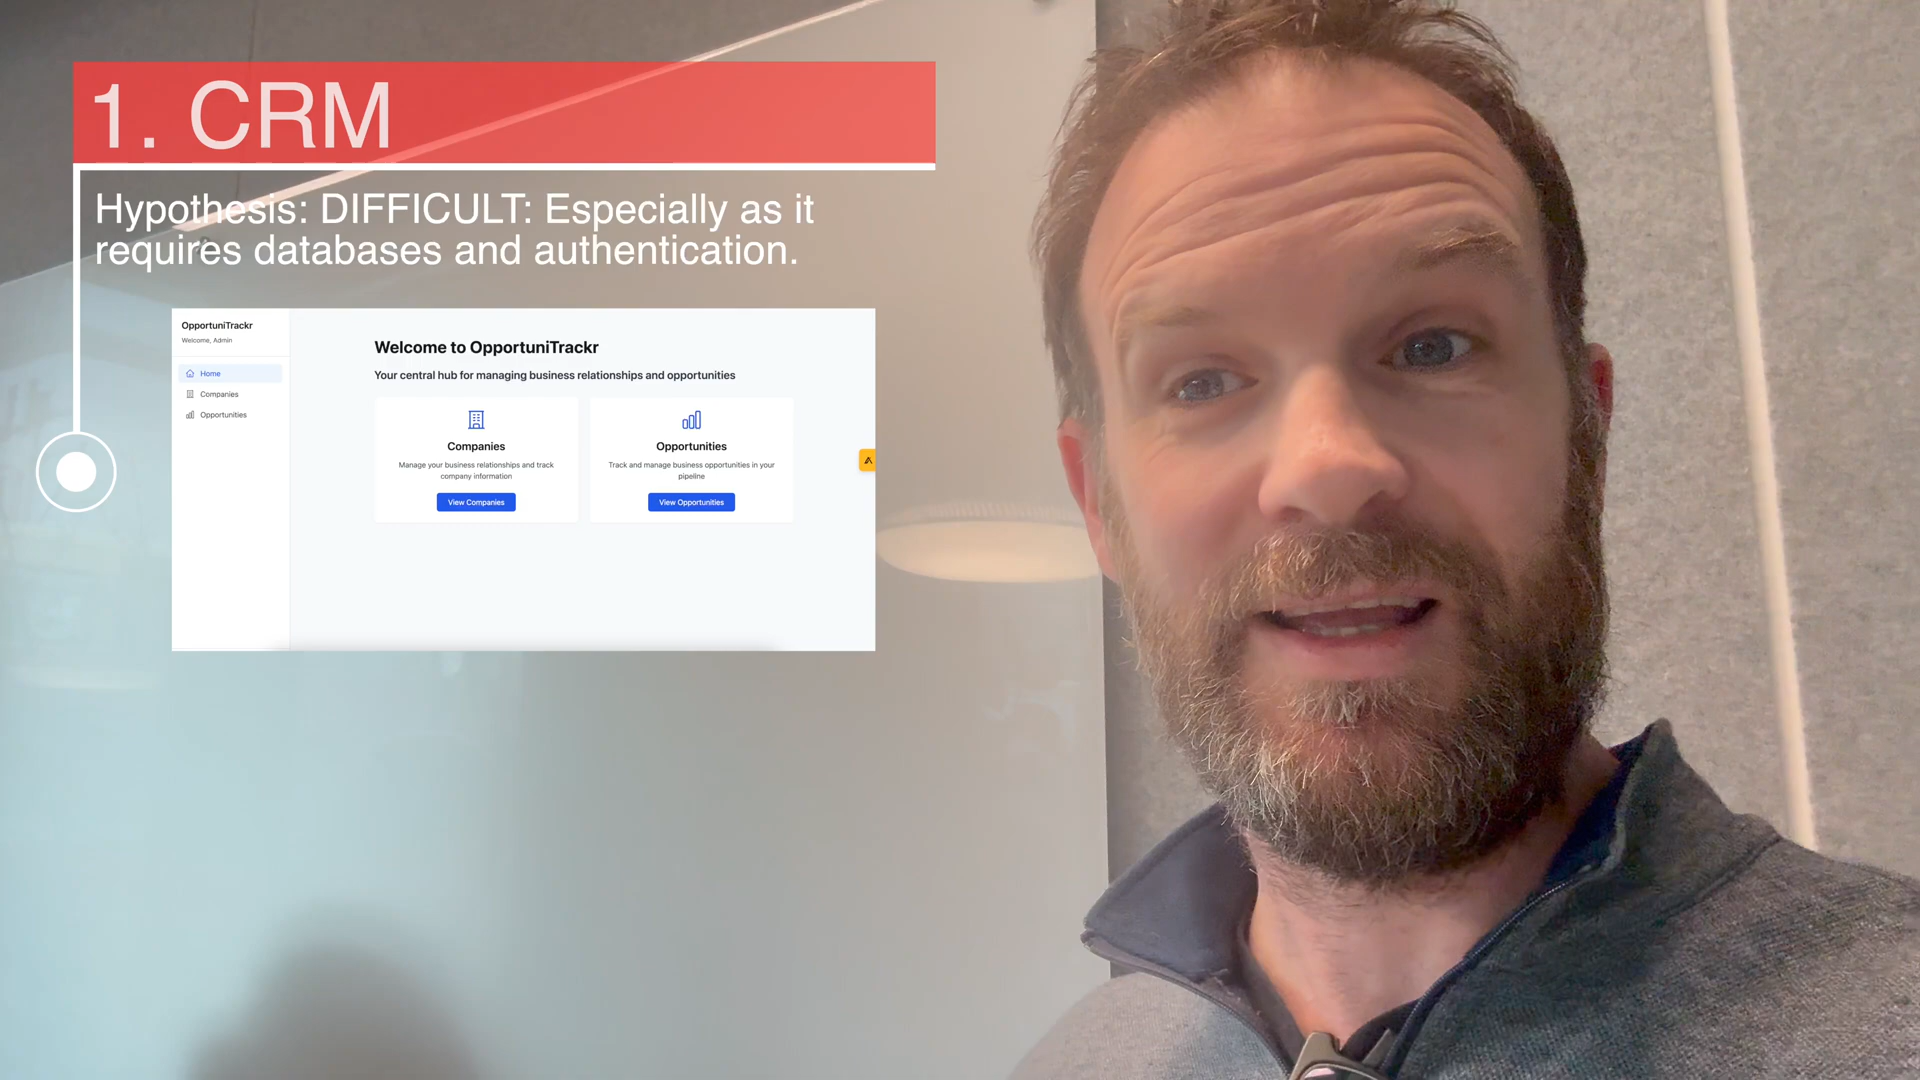 1. CRM
Hypothesis: DIFFICULT: Especially as it
requires databases and authentication.
OpportuniTrackr
Welcome, Admin
Home
Companies
Opportunities
Welcome to OpportuniTrackr
Your central hub for managing business relationships and opportunities
Companies
Manage your business relationships and track
company information
View Companies
Opportunities
Track and manage business opportunities in your
pipeline
View Opportunities